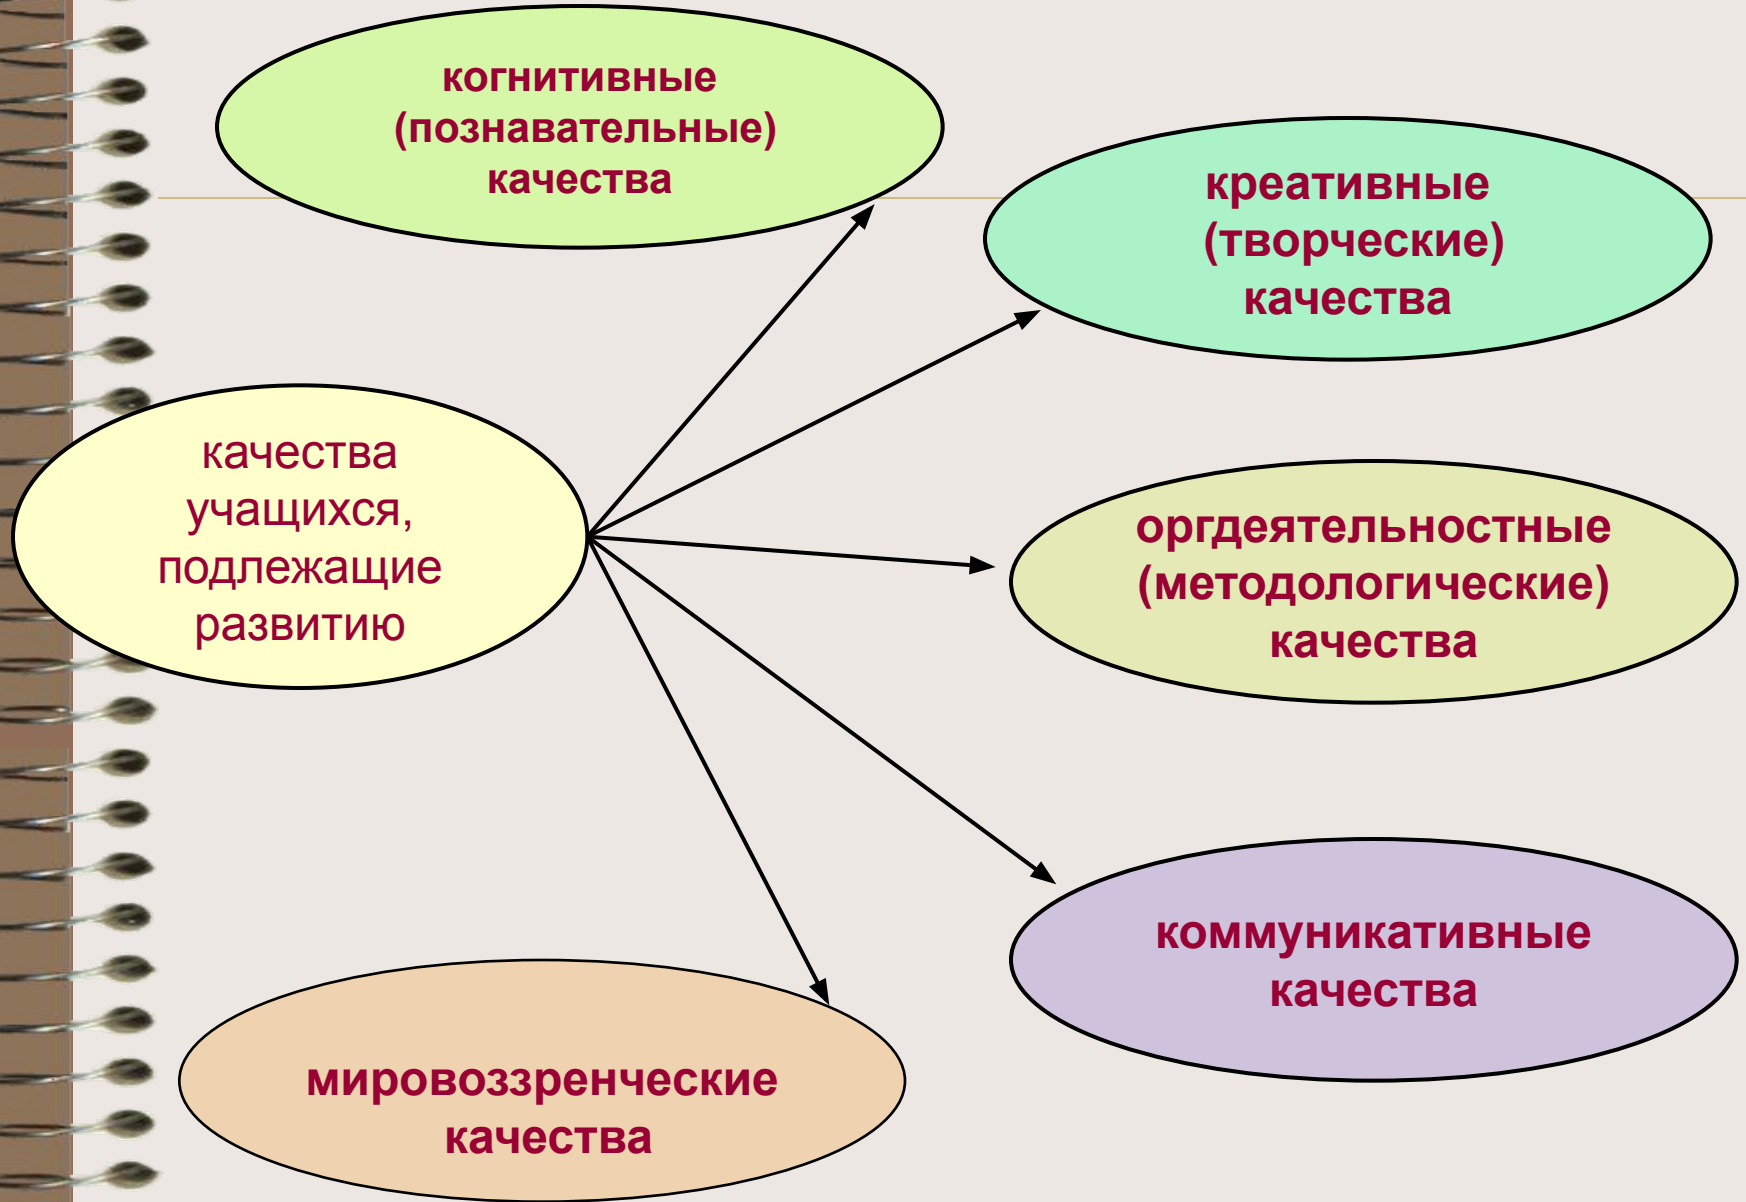 когнитивные
(познавательные)
качества
креативные
(творческие)
качества
качества
учащихся,
подлежащие
развитию
оргдеятельностные
(методологические)
качества
коммуникативные
качества
мировоззренческие
качества